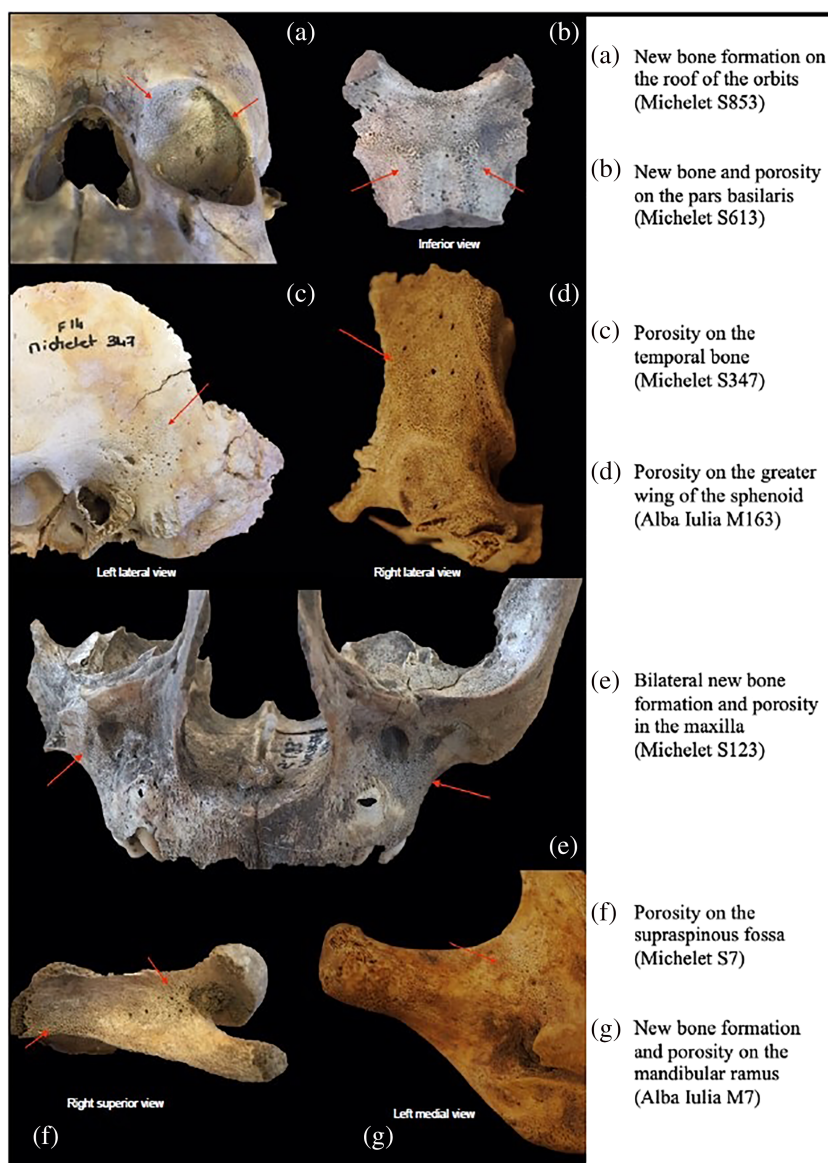 (a)
(b)
Inferior view
(c)
(d)
F14
Michelet 347
Left lateral view
Right lateral view
(e)
Right superior view
Left medial view
(f)
(g)
(a) New bone formation on
the roof of the orbits
(Michelet S853)
(b) New bone and porosity
on the pars basilaris
(Michelet S613)
(c) Porosity on the
temporal bone
(Michelet S347)
(d) Porosity on the greater
wing of the sphenoid
(Alba Iulia M163)
(e) Bilateral new bone
formation and porosity
in the maxilla
(Michelet S123)
(f) Porosity on the
supraspinous fossa
(Michelet S7)
(g) New bone formation
and porosity on the
mandibular ramus
(Alba Iulia M7)